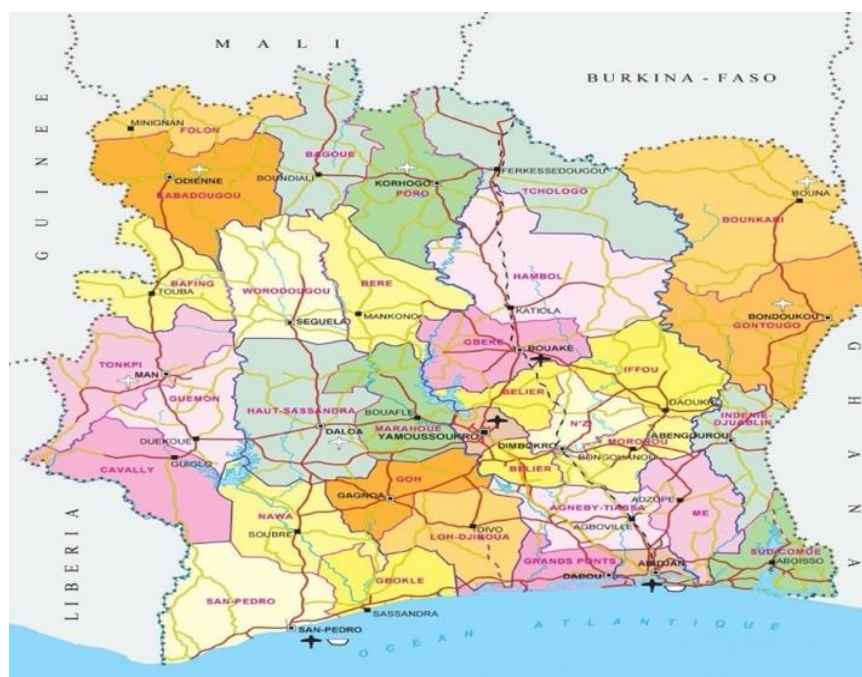 MALI
BURKINA - FASO
GUINEE
MINIGNAN
FOLON
ODIENNE
KABADOUGOU
BAGOUE
BOUNDIALI
KORHOGO
PORO
FERKESSEDOUGOU
TCHOLOGO
BOUNA
BOUNKANI
BAFING
TOUBA
WORODOUGOU
SEGUELA
BERE
MANKONO
HAMBOL
KATIOLA
BONDOUKOU
GONTOUGO
GHANA
TONKPI
MAN
GUEMON
GBEKE
BOUAKE
IFFOU
BELIER
DAOUKRO
HAUT-SASSANDRA
DALOA
BOUAFLE
MARAHOUE
YAMOUSSOUKRO
N'ZI
DIMBOKRO
MORONOU
BONGOUANOU
INDENIE-
DJUABLIN
ABENGOUROU
DUEKOUE
GUIGLO
CAVALLY
BELIER
GOH
GAGNOA
NAWA
SOUBRE
DIVO
LOH-DJIBOUA
AGNEBY-TIASSA
AGBOVILLE
ADZOPE
ME
GRANDS PONTS
DABOU
ABIDJAN
SUD-COMOE
ABOISSO
LIBERIA
SAN-PEDRO
GBOKLE
SASSANDRA
SAN-PEDRO
OCEAN ATLANTIQUE